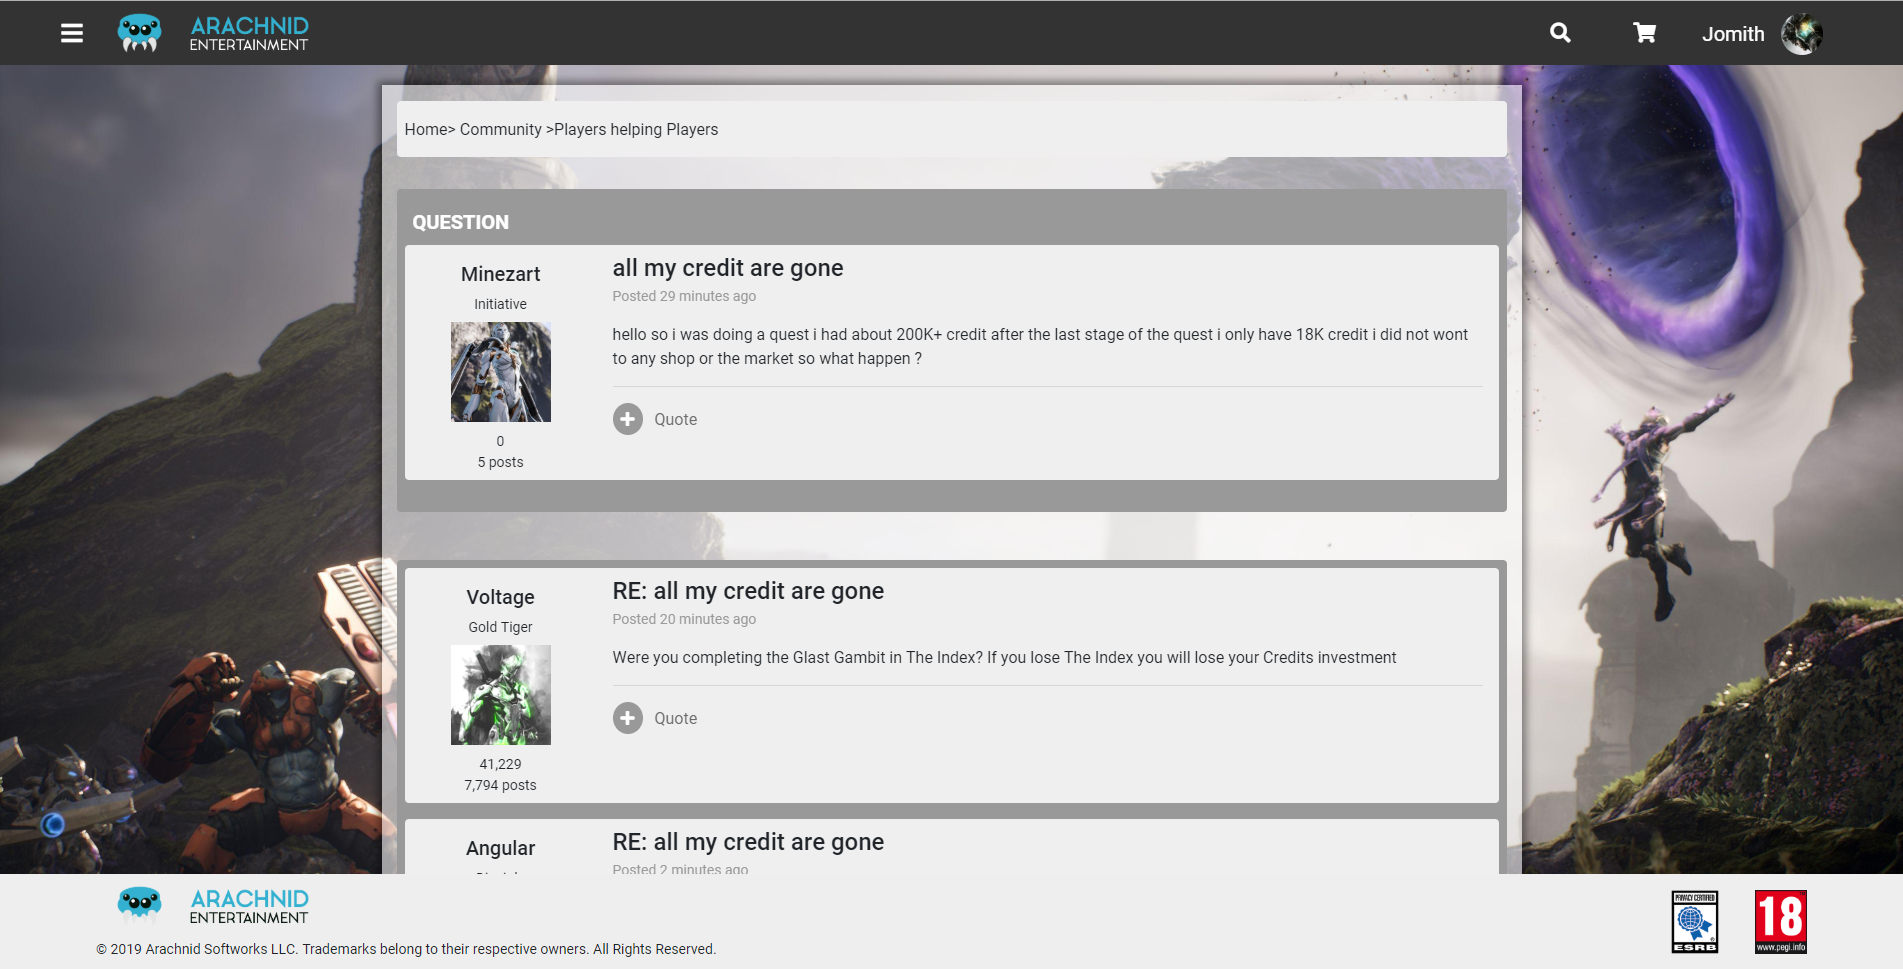 ARACHNID
ENTERTAINMENT
Jomith
Home> Community >Players helping Players
QUESTION
Minezart
Initiative
0
5 posts
all my credit are gone
Posted 29 minutes ago
hello so i was doing a quest i had about 200K+ credit after the last stage of the quest i only have 18K credit i did not wont
to any shop or the market so what happen ?
Quote
Voltage
Gold Tiger
41,229
7,794 posts
RE: all my credit are gone
Posted 20 minutes ago
Were you completing the Glast Gambit in The Index? If you lose The Index you will lose your Credits investment
Quote
Angular
RE: all my credit are gone
Posted 2 minutes ago
ARACHNID
ENTERTAINMENT
© 2019 Arachnid Softworks LLC. Trademarks belong to their respective owners. All Rights Reserved.
PRIVACY CERTIFIED
ESRB
18
www.pegi.info